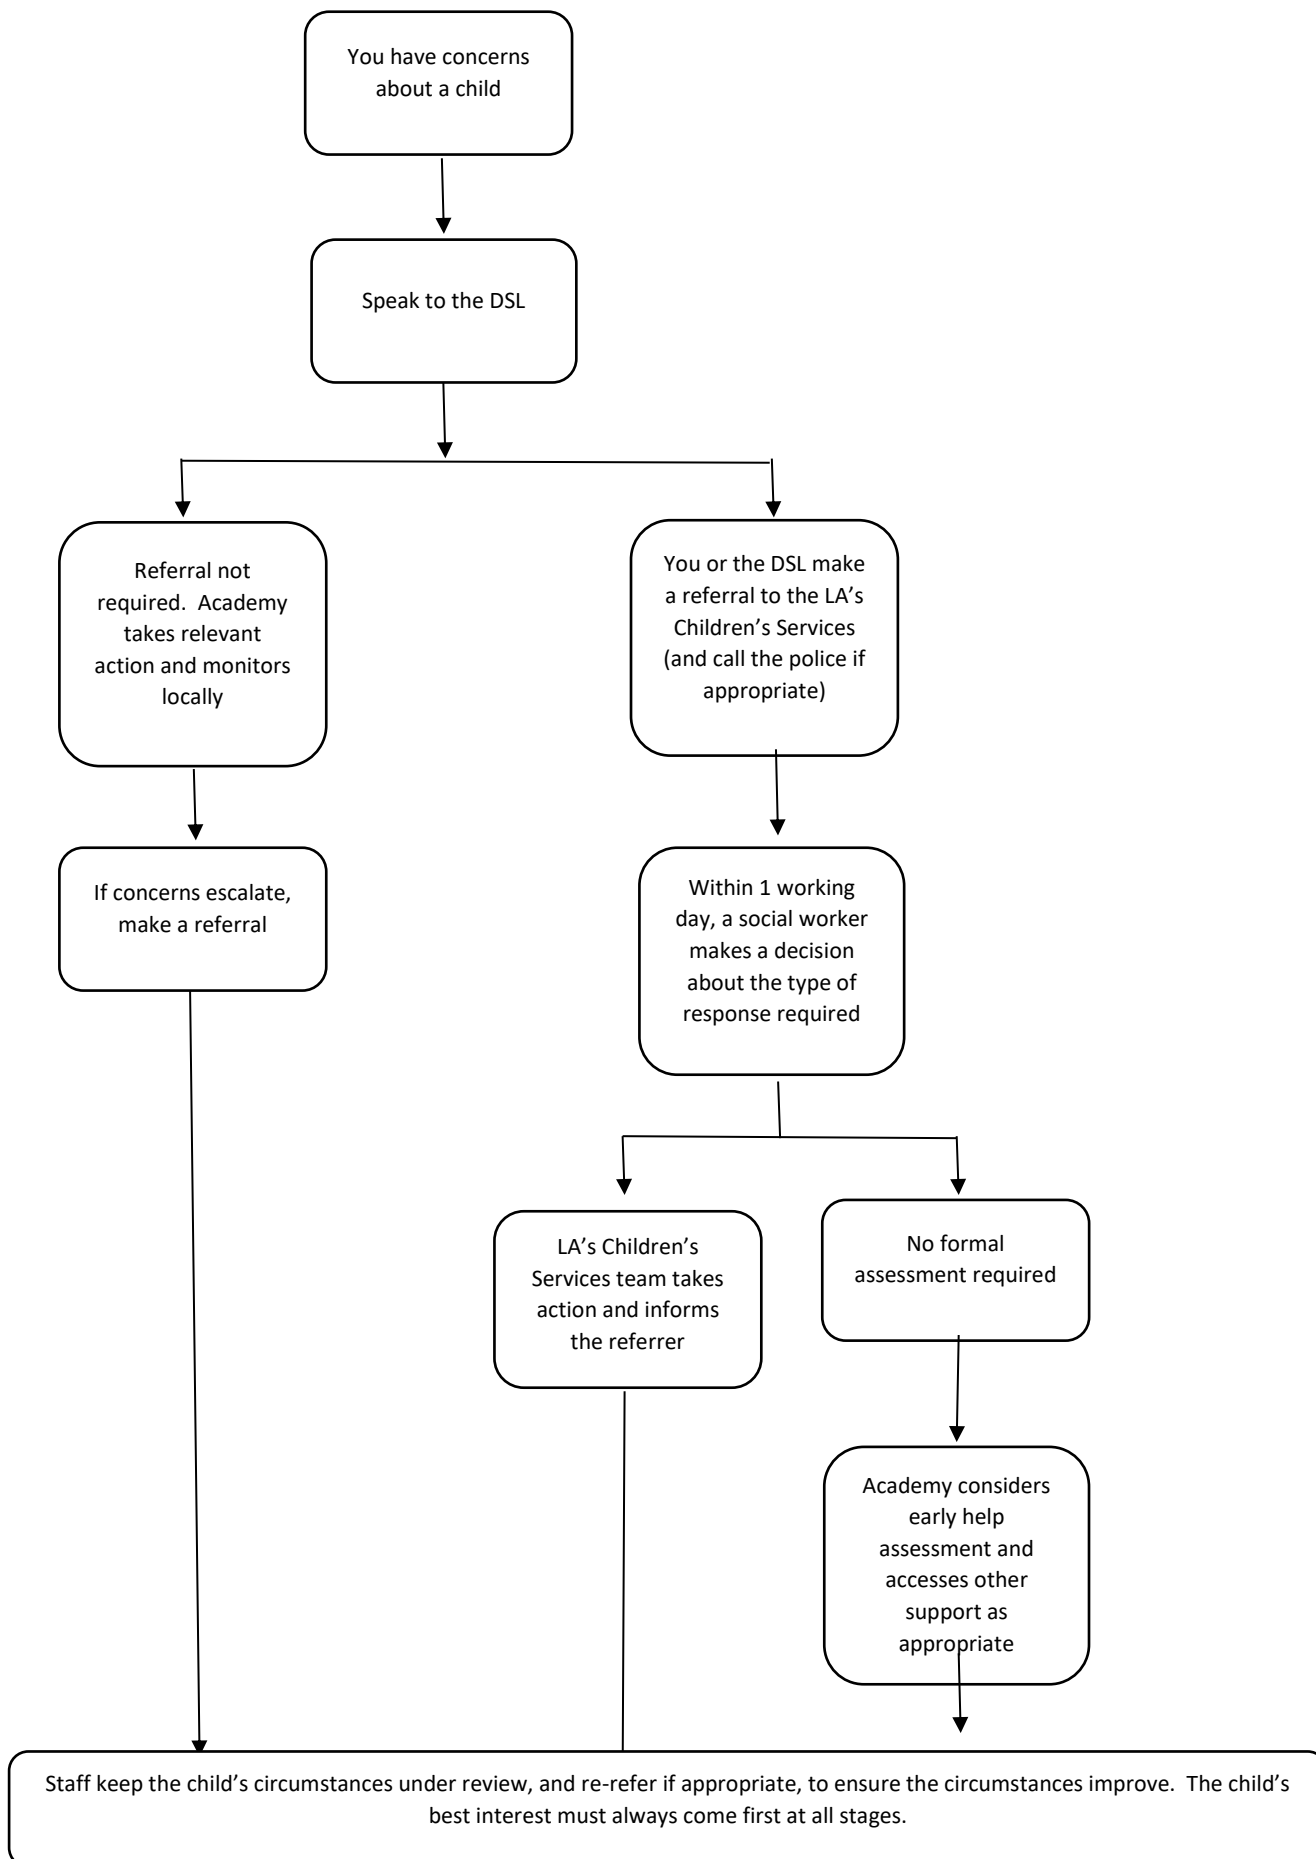 You have concerns
about a child
Speak to the DSL
Referral not
required.  Academy
takes relevant
action and monitors
locally
You or the DSL make
a referral to the LA’s
Children’s Services
(and call the police if
appropriate)
If concerns escalate,
make a referral
Within 1 working
day, a social worker
makes a decision
about the type of
response required
LA’s Children’s
Services team takes
action and informs
the referrer
No formal
assessment required
Academy considers
early help
assessment and
accesses other
support as
appropriate
Staff keep the child’s circumstances under review, and re-refer if appropriate, to ensure the circumstances improve.  The child’s
best interest must always come first at all stages.